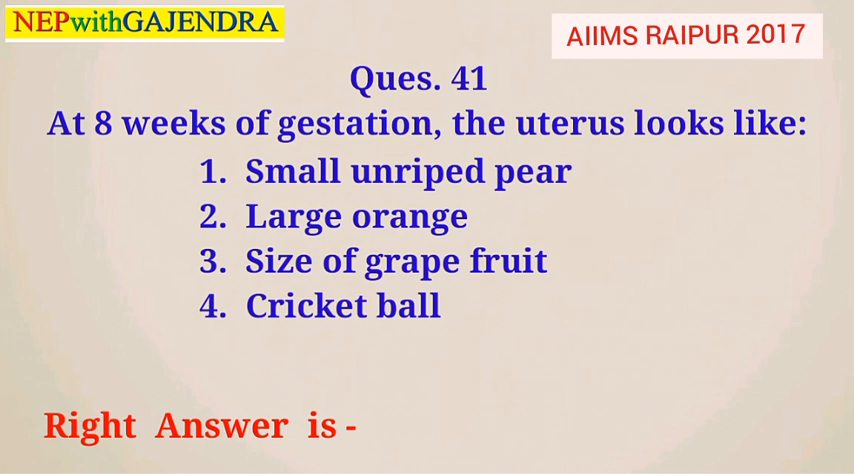 NEPwithGAJENDRA
AIIMS RAIPUR 2017
Ques. 41
At 8 weeks of gestation, the uterus looks like:
1. Small unriped pear
2. Large orange
3. Size of grape fruit
4. Cricket ball
Right Answer is -